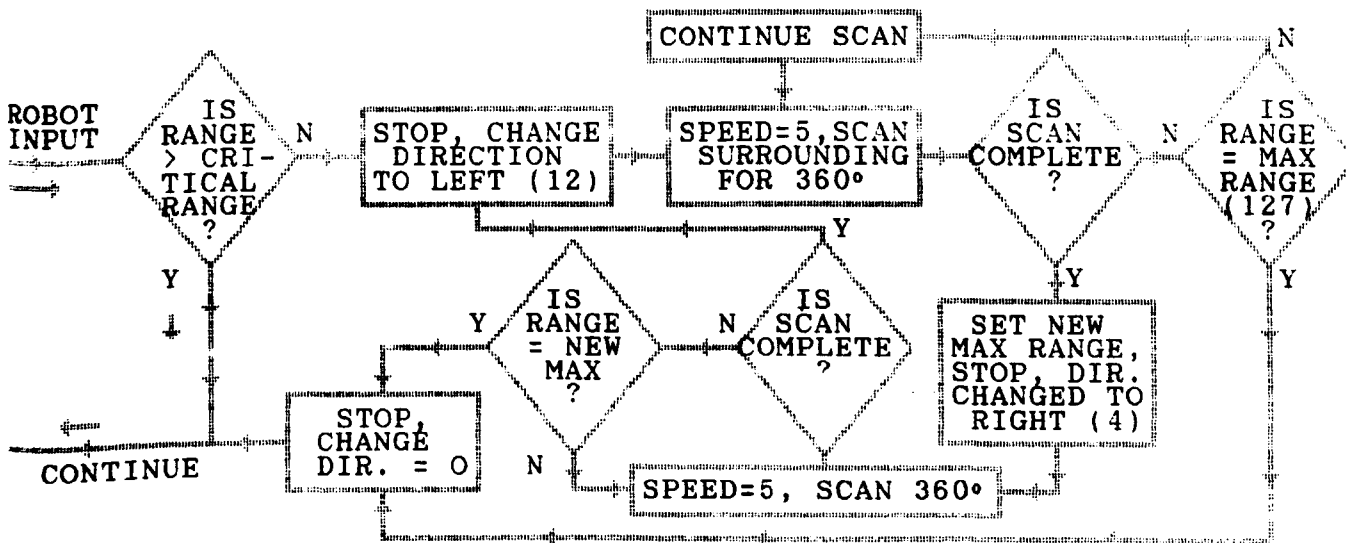 CONTINUE SCAN
N
ROBOT
INPUT
IS
RANGE
> CRI-
TICAL
RANGE
?
N
Y
STOP, CHANGE
DIRECTION
TO LEFT (12)
SPEED=5,SCAN
SURROUNDING
FOR 360°
IS
SCAN
COMPLETE
?
N
Y
IS
RANGE
= MAX
RANGE
(127)
?
Y
SET NEW
MAX RANGE,
STOP, DIR.
CHANGED TO
RIGHT (4)
SPEED=5, SCAN 360°
Y
IS
SCAN
COMPLETE
?
N
IS
RANGE
= NEW
MAX
?
Y
N
STOP,
CHANGE
DIR. = O
CONTINUE